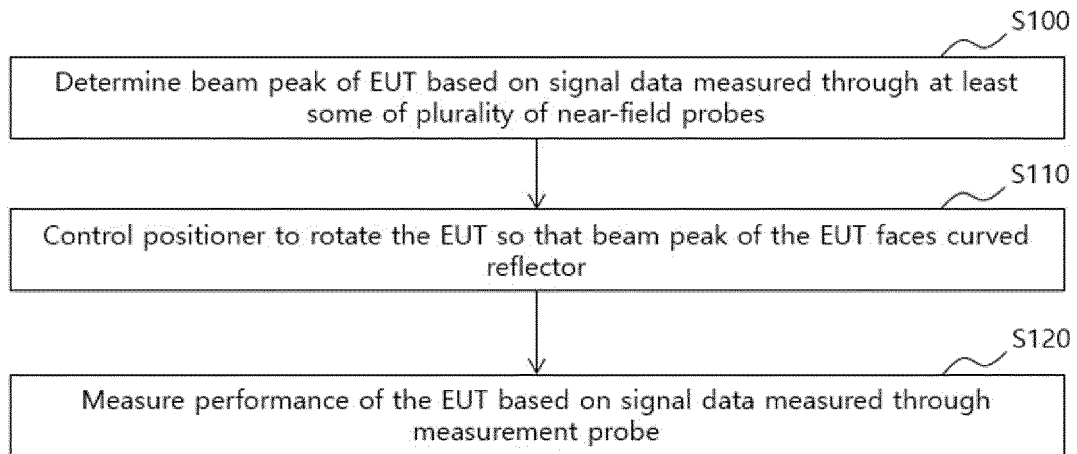 S100
Determine beam peak of EUT based on signal data measured through at least
some of plurality of near-field probes
S110
Control positioner to rotate the EUT so that beam peak of the EUT faces curved
reflector
S120
Measure performance of the EUT based on signal data measured through
measurement probe